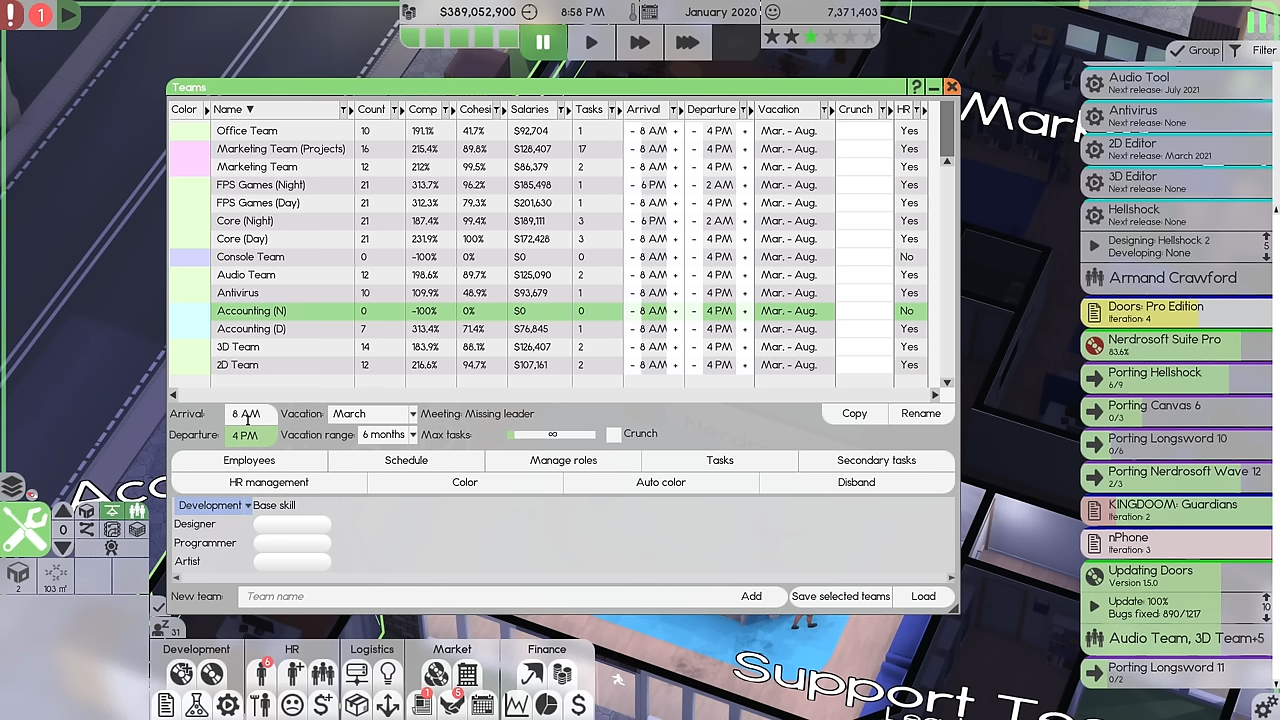 1
$389,052,900
8:58 PM
January 2020
7,371,403
Group
Filter
Teams
?
Color Name ▼ Count Comp Cohesi Salaries Tasks Arrival Departure Vacation Crunch HR
Office Team 10 191.1% 41.7% $92,704 1 - 8 AM + - 4 PM + Mar. - Aug. Yes
Marketing Team (Projects) 16 215.4% 89.8% $128,407 17 - 8 AM + - 4 PM + Mar. - Aug. Yes
Marketing Team 12 212% 99.5% $86,379 2 - 8 AM + - 4 PM + Mar. - Aug. Yes
FPS Games (Night) 21 313.7% 96.2% $185,498 1 - 6 PM + - 2 AM + Mar. - Aug. Yes
FPS Games (Day) 21 312.3% 79.3% $201,630 1 - 8 AM + - 4 PM + Mar. - Aug. Yes
Core (Night) 21 187.4% 99.4% $189,111 3 - 6 PM + - 2 AM + Mar. - Aug. Yes
Core (Day) 21 231.9% 100% $172,428 3 - 8 AM + - 4 PM + Mar. - Aug. Yes
Console Team 0 -100% 0% $0 0 - 8 AM + - 4 PM + Mar. - Aug. No
Audio Team 12 198.6% 89.7% $125,090 2 - 8 AM + - 4 PM + Mar. - Aug. Yes
Antivirus 10 109.9% 48.9% $93,679 1 - 8 AM + - 4 PM + Mar. - Aug. Yes
Accounting (N) 0 -100% 0% $0 0 - 8 AM + - 4 PM + Mar. - Aug. No
Accounting (D) 7 313.4% 71.4% $76,845 1 - 8 AM + - 4 PM + Mar. - Aug. Yes
3D Team 14 183.9% 85.1% $126,407 2 - 8 AM + - 4 PM + Mar. - Aug. Yes
2D Team 12 216.6% 94.7% $107,161 2 - 8 AM + - 4 PM + Mar. - Aug. Yes
Arrival: 8 AM Vacation: March Meeting: Missing leader Copy Rename
Departure: 4 PM Vacation range: 6 months Max tasks: ∞ Crunch
Employees Schedule Manage roles Tasks Secondary tasks
HR management Color Auto color Disband
Development Base skill
Designer
Programmer
Artist
New team: Team name Add Save selected teams Load
Audio Tool
Next release: July 2021
Antivirus
Next release: None
2D Editor
Next release: March 2021
3D Editor
Next release: None
Hellshock
Next release: None
Designing: Hellshock 2
Developing: None
5
Armand Crawford
Doors: Pro Edition
Iteration: 4
Nerdrosoft Suite Pro
83.6%
Porting Hellshock
6/9
Porting Canvas 6
0/3
Porting Longsword 10
0/6
Porting Nerdrosoft Wave 12
2/3
KINGDOOM: Guardians
Iteration: 2
nPhone
Iteration: 3
Updating Doors
Version 1.5.0
Update: 100%
Bugs fixed: 890/1217
10
Audio Team, 3D Team+5
Porting Longsword 11
0/2
0
2
103 m²
31
Development HR Logistics Market Finance
6
1
5
Mark
Acc
Support Te